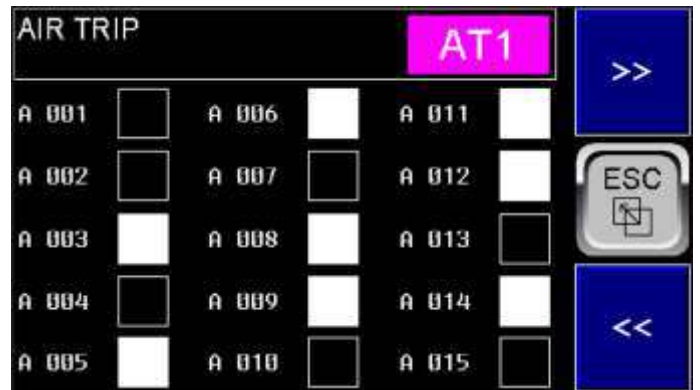 AIR TRIP AT1
>>
A 001 A 006 A 011
A 002 A 007 A 012
ESC
A 003 A 008 A 013
A 004 A 009 A 014
<<
A 005 A 010 A 015